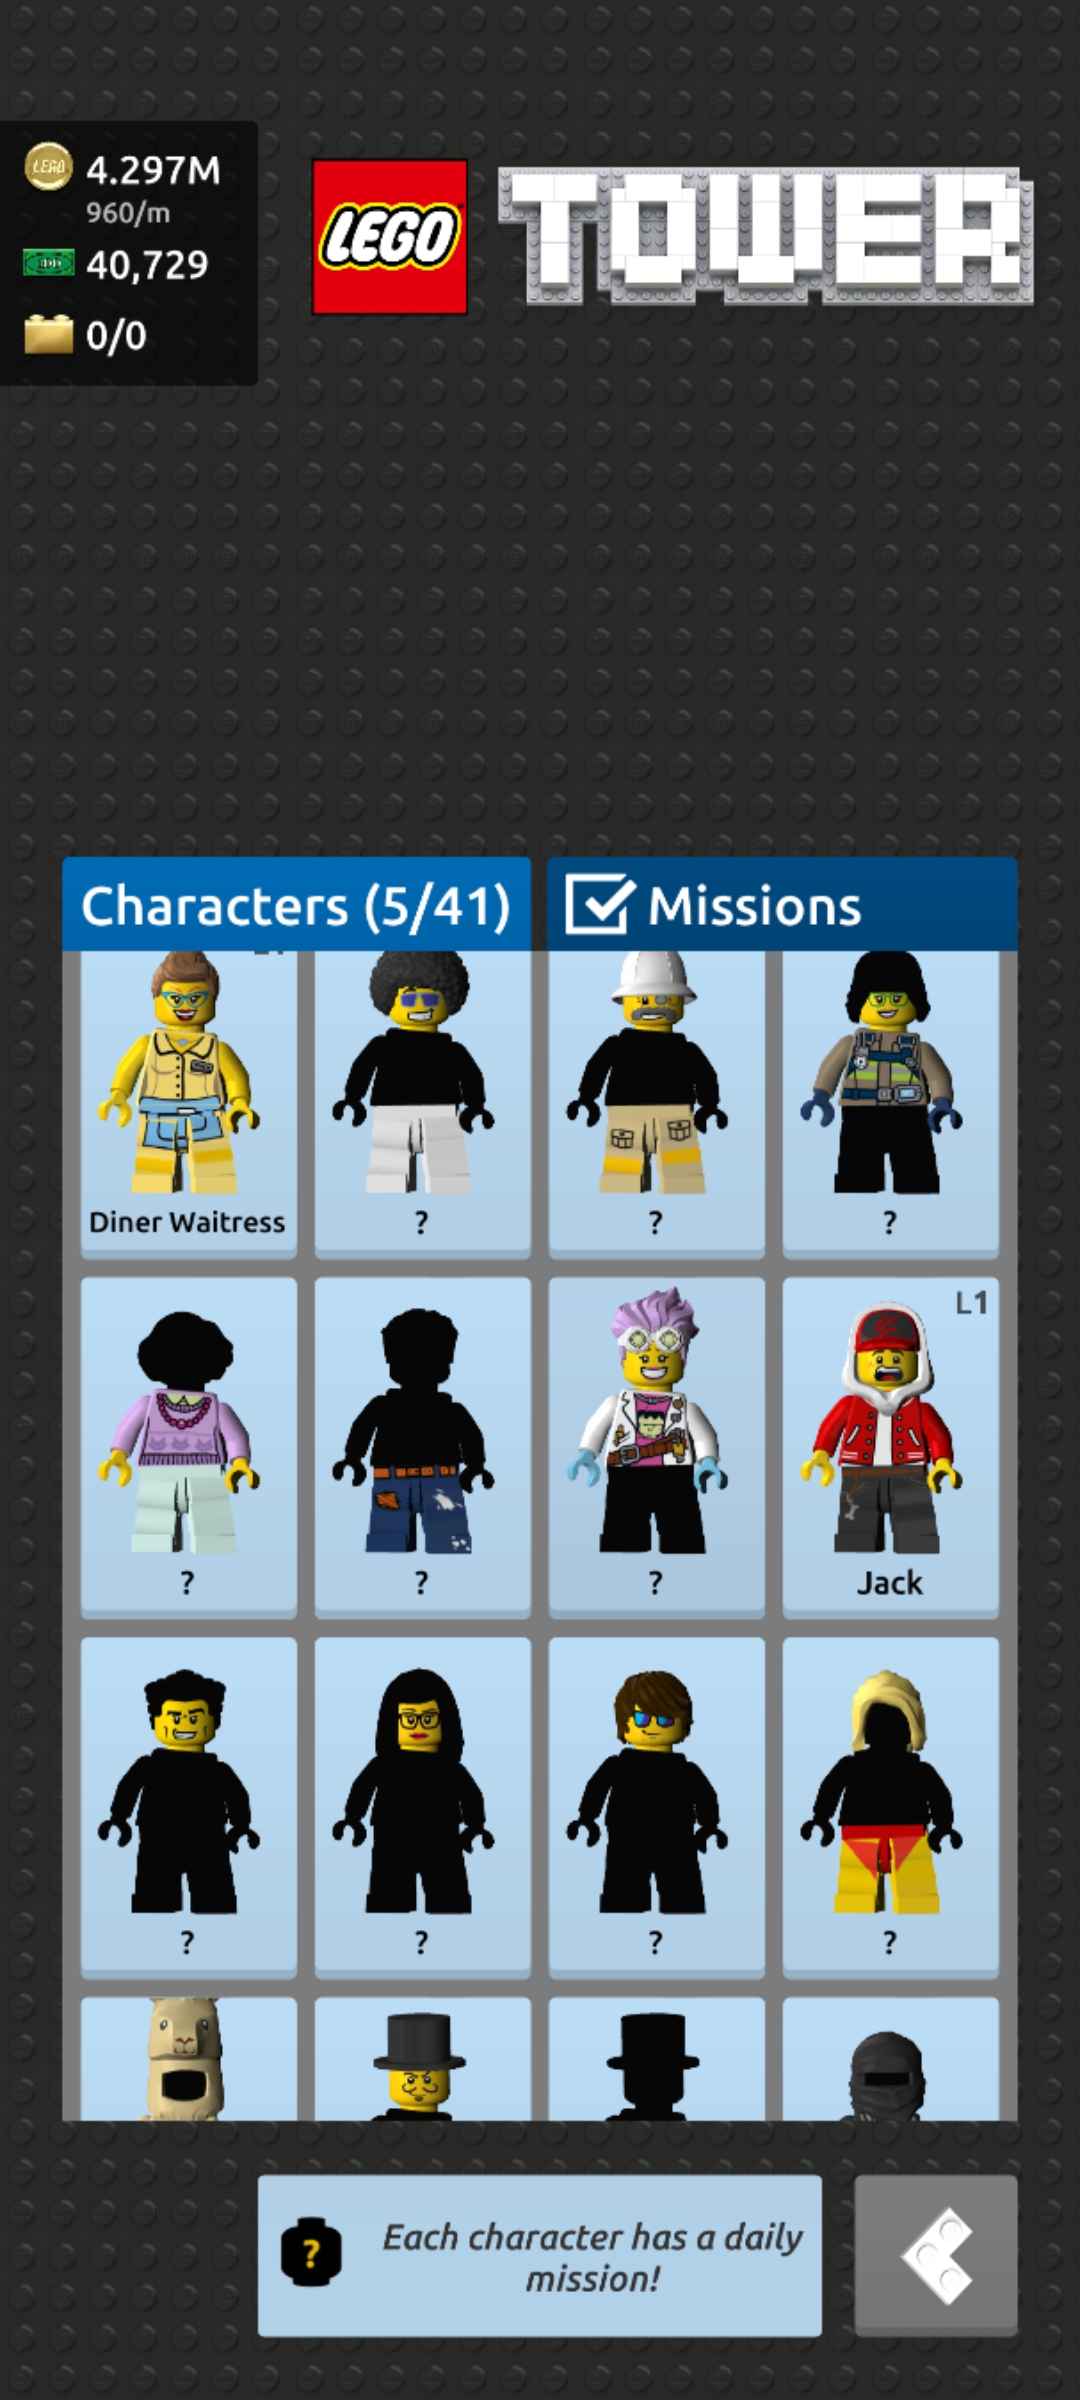 LEGO
4.297M
960/m
40,729
0/0
LEGO
TOWER
Characters (5/41)
Missions
Diner Waitress
?
?
?
L1
?
?
?
Jack
?
?
?
?
?
Each character has a daily
mission!